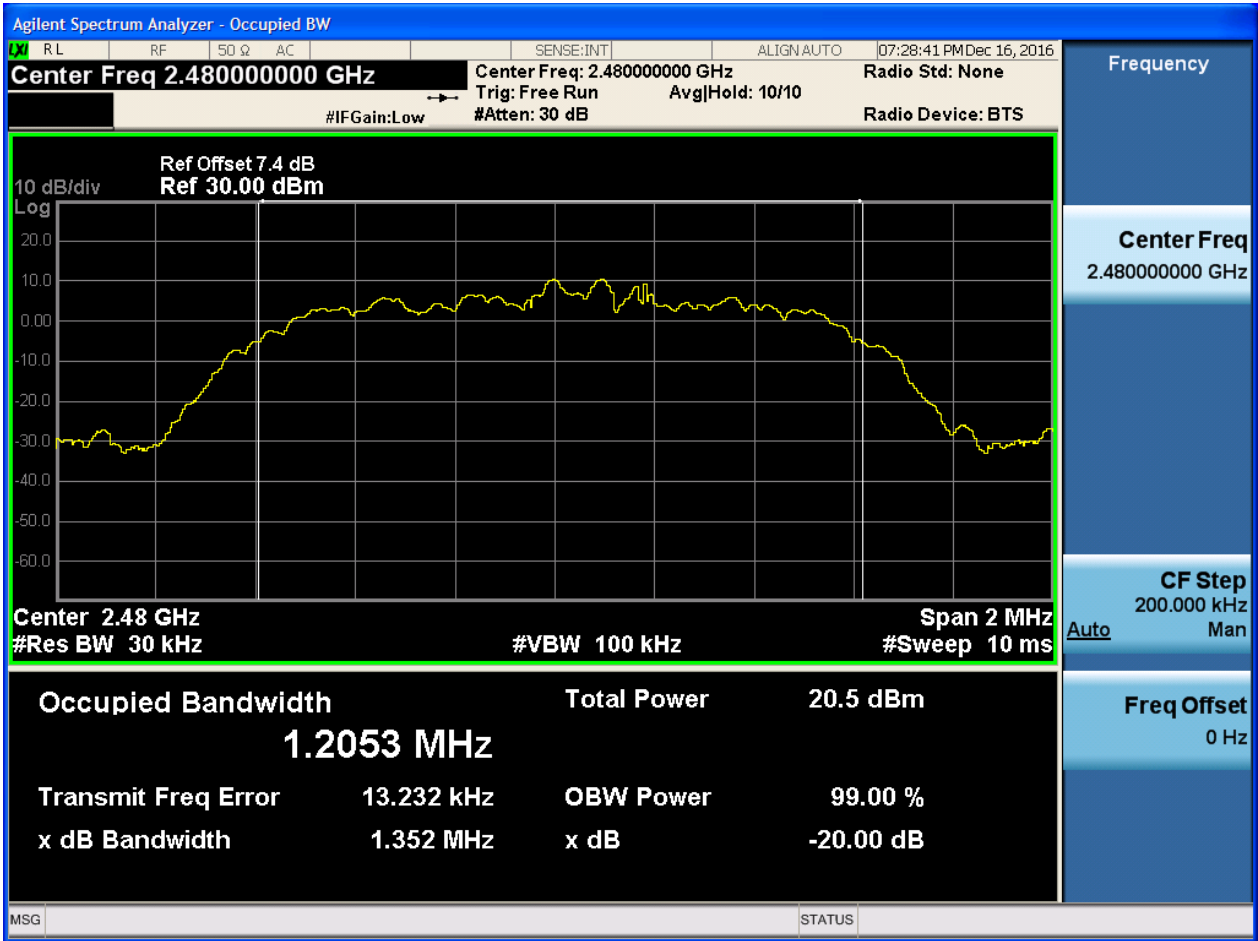 Agilent Spectrum Analyzer - Occupied BW
LXI RL RF 50 Ω AC SENSE:INT ALIGN AUTO 07:28:41 PM Dec 16, 2016
Center Freq 2.480000000 GHz
#IFGain:Low
Center Freq: 2.480000000 GHz
Trig: Free Run Avg|Hold: 10/10
#Atten: 30 dB
Radio Std: None
Radio Device: BTS
Ref Offset 7.4 dB
10 dB/div Ref 30.00 dBm
Log
20.0
10.0
0.00
-10.0
-20.0
-30.0
-40.0
-50.0
-60.0
Center 2.48 GHz Span 2 MHz
#Res BW 30 kHz #VBW 100 kHz #Sweep 10 ms
Occupied Bandwidth Total Power 20.5 dBm
1.2053 MHz
Transmit Freq Error 13.232 kHz OBW Power 99.00 %
x dB Bandwidth 1.352 MHz x dB -20.00 dB
MSG STATUS
Frequency
Center Freq
2.480000000 GHz
CF Step
200.000 kHz
Auto Man
Freq Offset
0 Hz